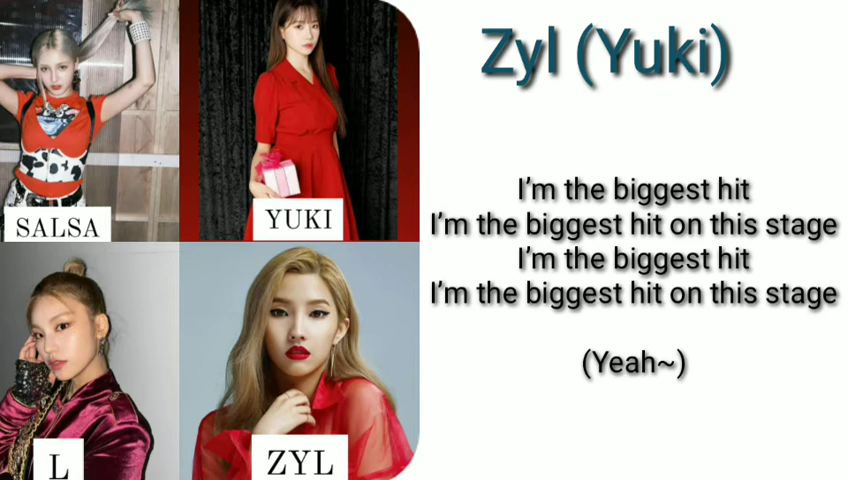 SALSA
YUKI
L
ZYL
Zyl (Yuki)
I'm the biggest hit
I'm the biggest hit on this stage
I'm the biggest hit
I'm the biggest hit on this stage
(Yeah~)